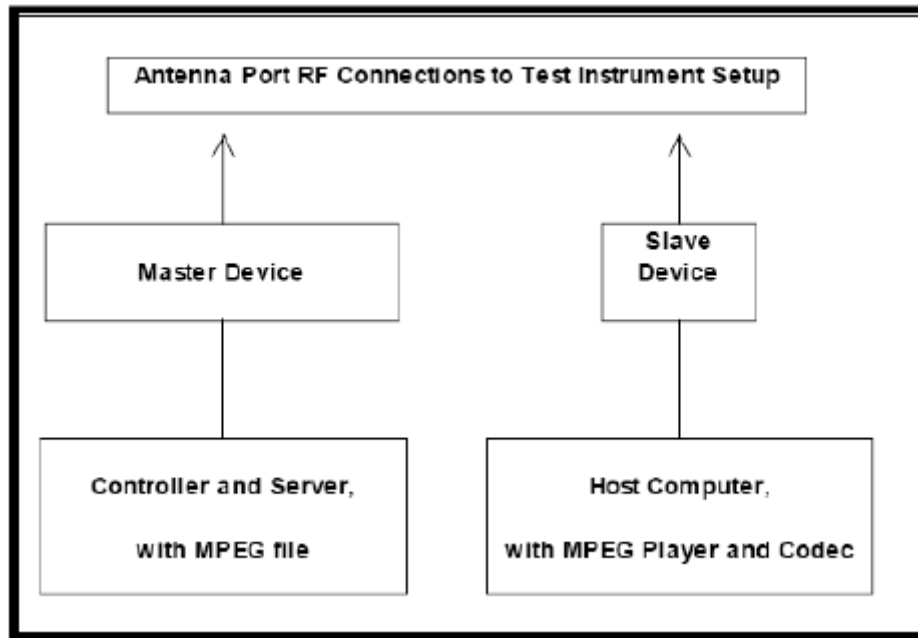 Antenna Port RF Connections to Test Instrument Setup
Master Device
Slave
Device
Controller and Server,
with MPEG file
Host Computer,
with MPEG Player and Codec